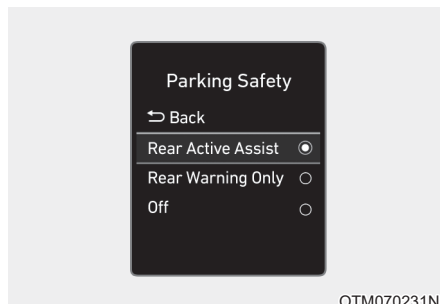 Parking Safety
Back
Rear Active Assist
Rear Warning Only
Off
OTM070231N